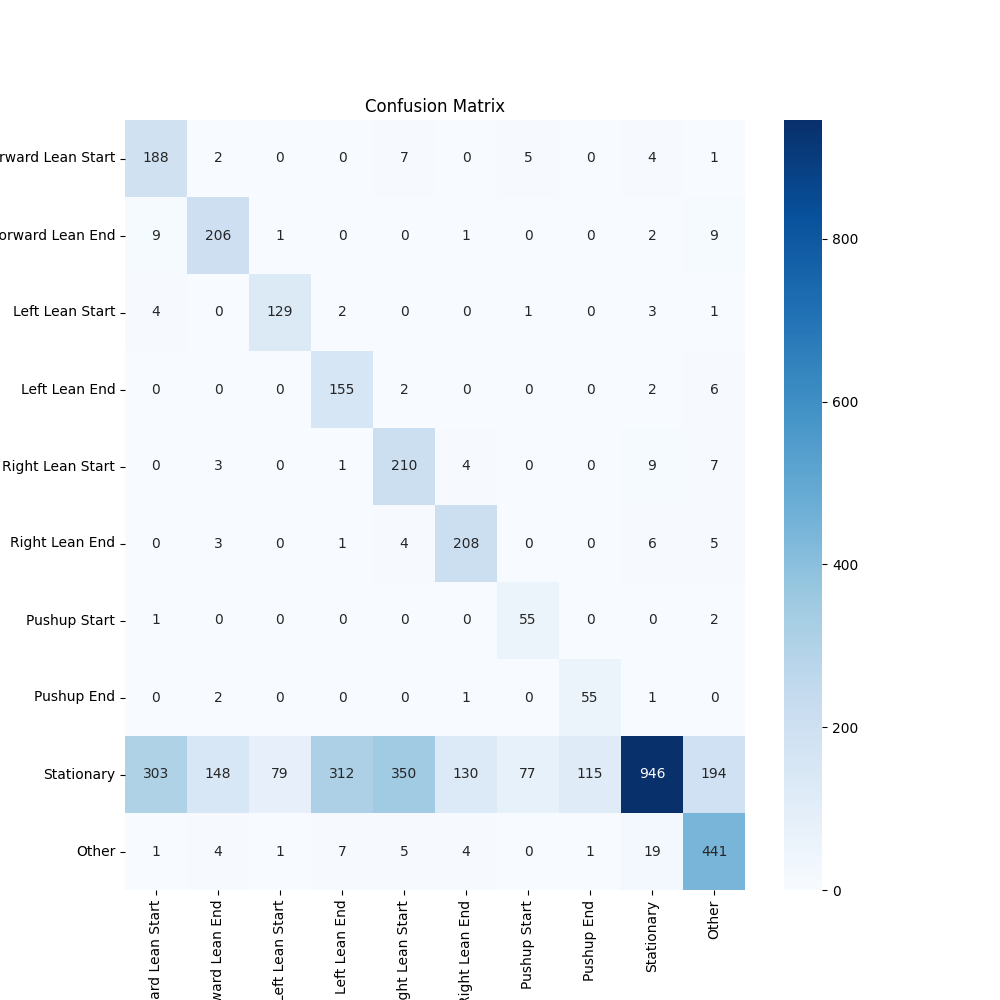 Confusion Matrix
rward Lean Start 188 2 0 0 7 0 5 0 4 1
orward Lean End 9 206 1 0 0 1 0 0 2 9
Left Lean Start 4 0 129 2 0 0 1 0 3 1
Left Lean End 0 0 0 155 2 0 0 0 2 6
Right Lean Start 0 3 0 1 210 4 0 0 9 7
Right Lean End 0 3 0 1 4 208 0 0 6 5
Pushup Start 1 0 0 0 0 0 55 0 0 2
Pushup End 0 2 0 0 0 1 0 55 1 0
Stationary 303 148 79 312 350 130 77 115 946 194
Other 1 4 1 7 5 4 0 1 19 441
ard Lean Start
ward Lean End
Left Lean Start
Left Lean End
ght Lean Start
Right Lean End
Pushup Start
Pushup End
Stationary
Other
800
600
400
200
0